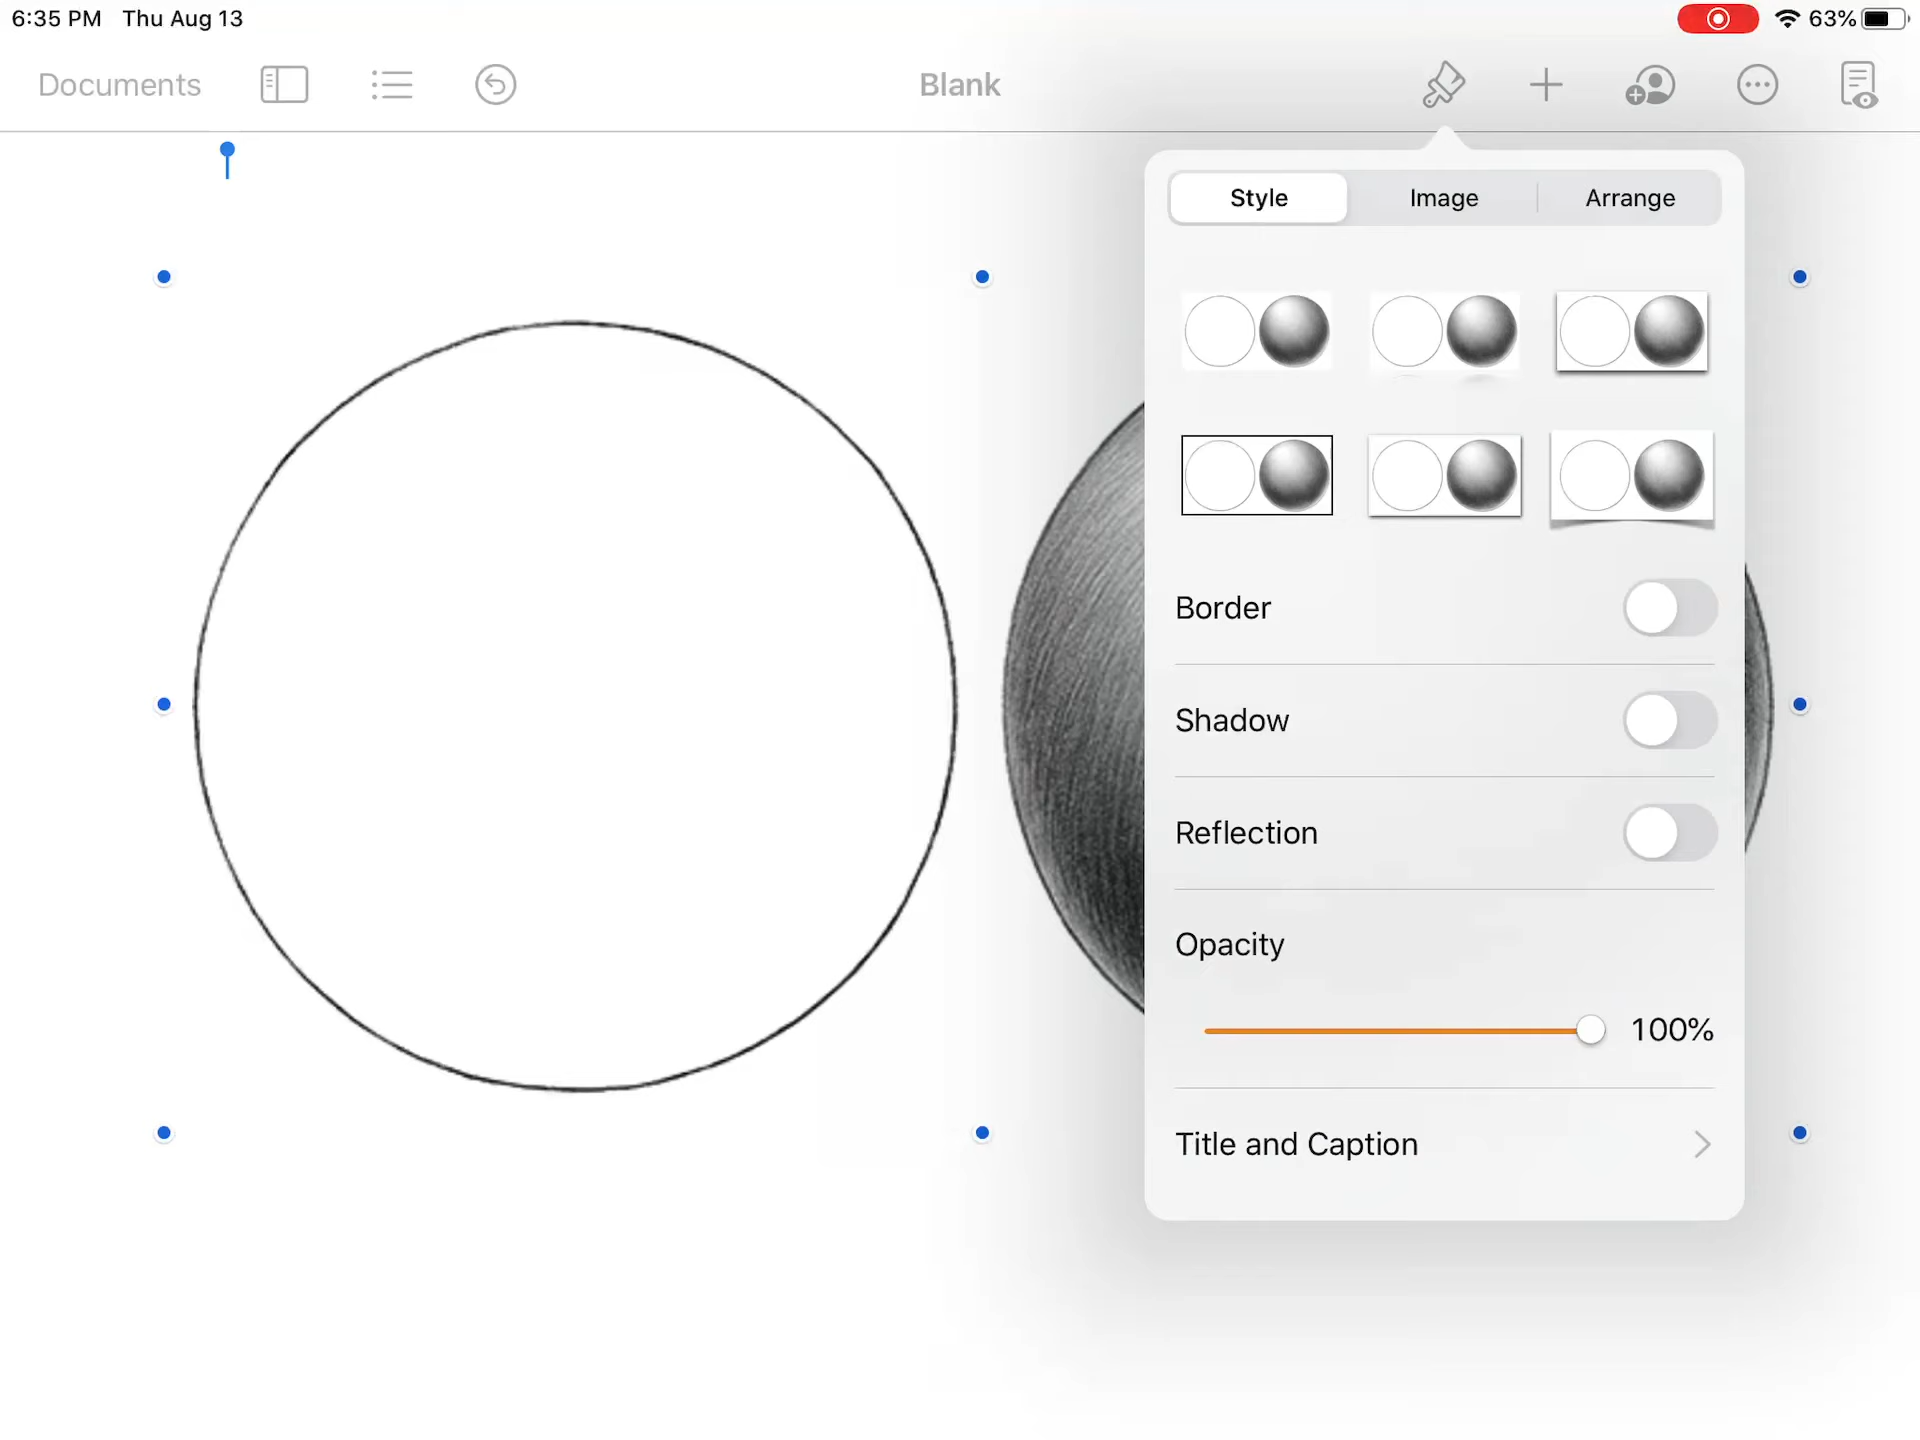 6:35 PM Thu Aug 13
63%
Documents
Blank
Style
Image
Arrange
Border
Shadow
Reflection
Opacity
100%
Title and Caption